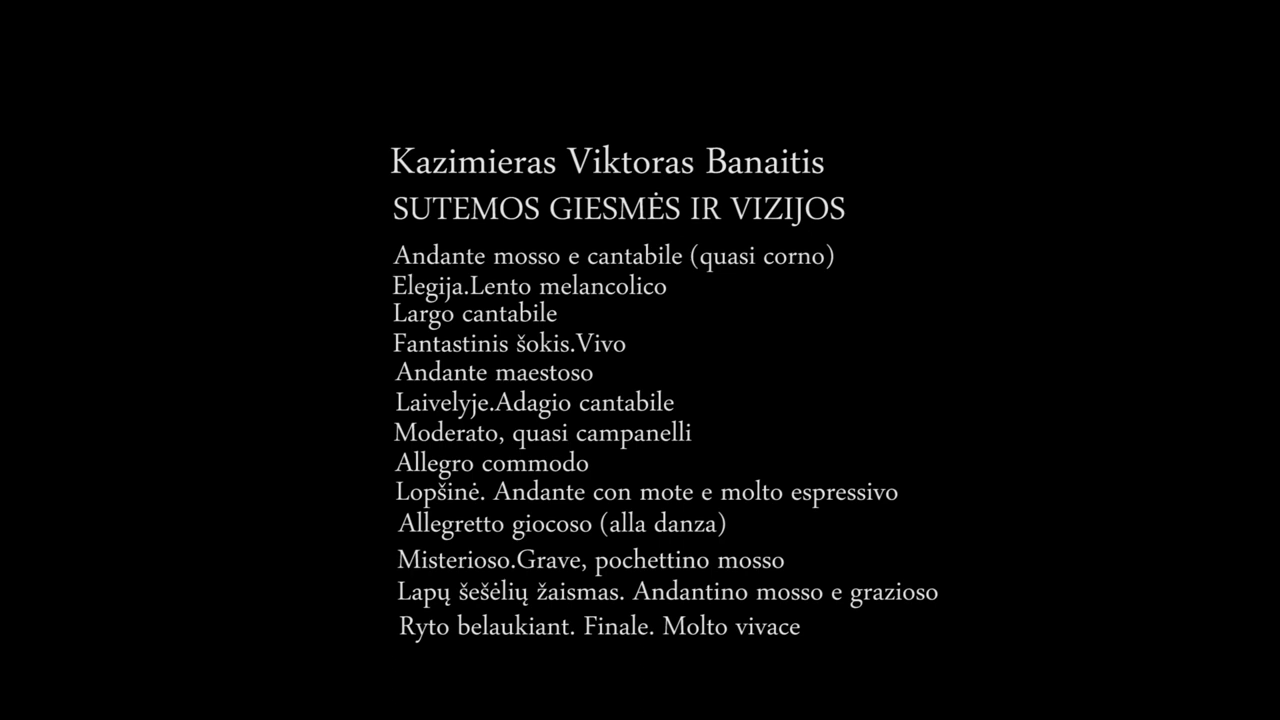 Kazimieras Viktoras Banaitis
SUTEMOS GIESMĖS IR VIZIJOS
Andante mosso e cantabile (quasi corno)
Elegija.Lento melancolico
Largo cantabile
Fantastinis šokis.Vivo
Andante maestoso
Laivelyje.Adagio cantabile
Moderato, quasi campanelli
Allegro commodo
Lopšinė. Andante con mote e molto espressivo
Allegretto giocoso (alla danza)
Misterioso.Grave, pochettino mosso
Lapų šešėlių žaismas. Andantino mosso e grazioso
Ryto belaukiant. Finale. Molto vivace